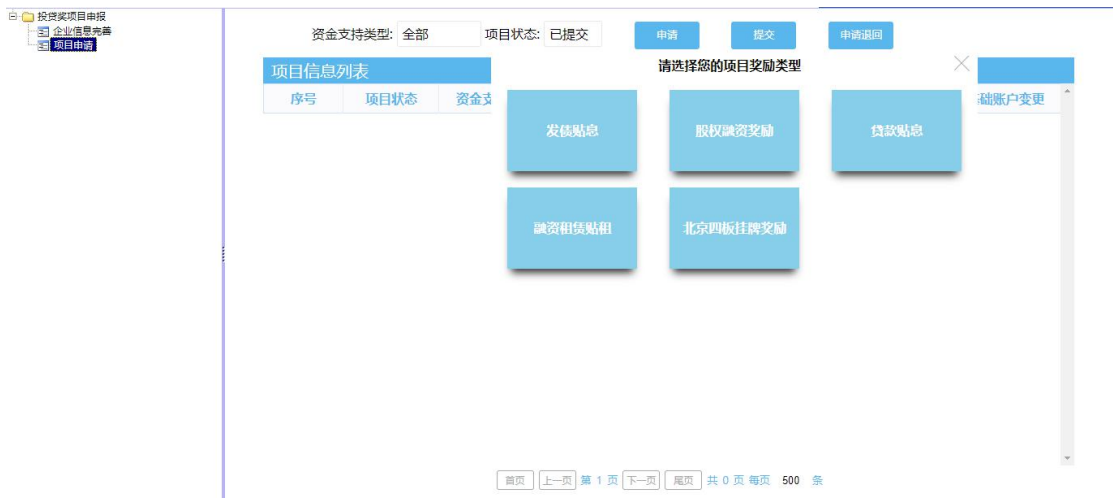 投贷奖项目申报
企业信息完善
项目申请
资金支持类型: 全部 项目状态: 已提交 申请 提交 申请退回
项目信息列表
请选择您的项目奖励类型
序号 项目状态 资金支 础账户变更
发债贴息 股权融资奖励 贷款贴息
融资租赁贴租 北京四板挂牌奖励
首页 上一页 第 1 页 下一页 尾页 共 0 页 每页 500 条